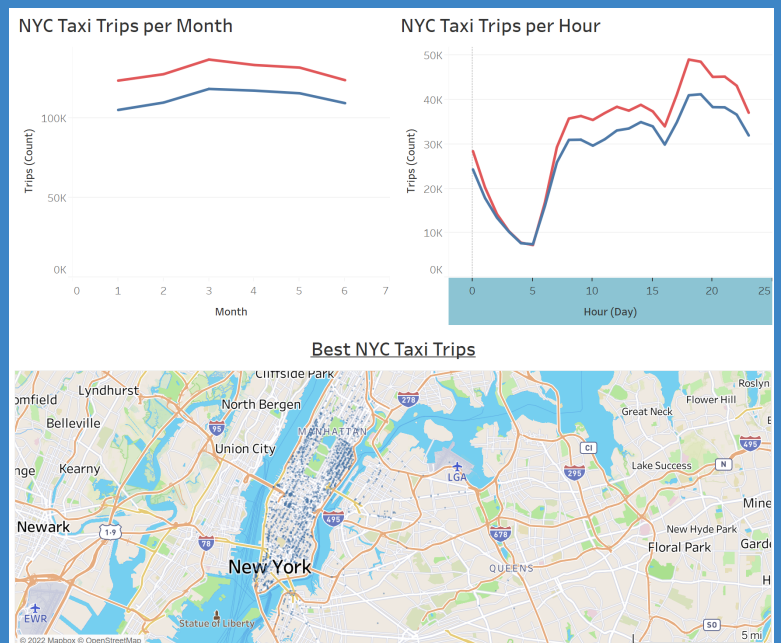 NYC Taxi Trips per Month
NYC Taxi Trips per Hour
Trips (Count)
100K
50K
0K
0 1 2 3 4 5 6 7
Month
Trips (Count)
50K
40K
30K
20K
10K
0K
0 5 10 15 20 25
Hour (Day)
Best NYC Taxi Trips
Cliffside Park
Lyndhurst
omfield
North Bergen
278
Roslyn
Flower Hill
Great Neck
Belleville
95
MANHATTAN
Union City
CI
495
nge
Kearny
LGA
295
Lake Success
N
Mine
Newark
1-9
495
78
678
New Hyde Park
Floral Park
Garde
New York
QUEENS
H
EWR
Statue of Liberty
SO
© 2022 Mapbox © OpenStreetMap
5 mi